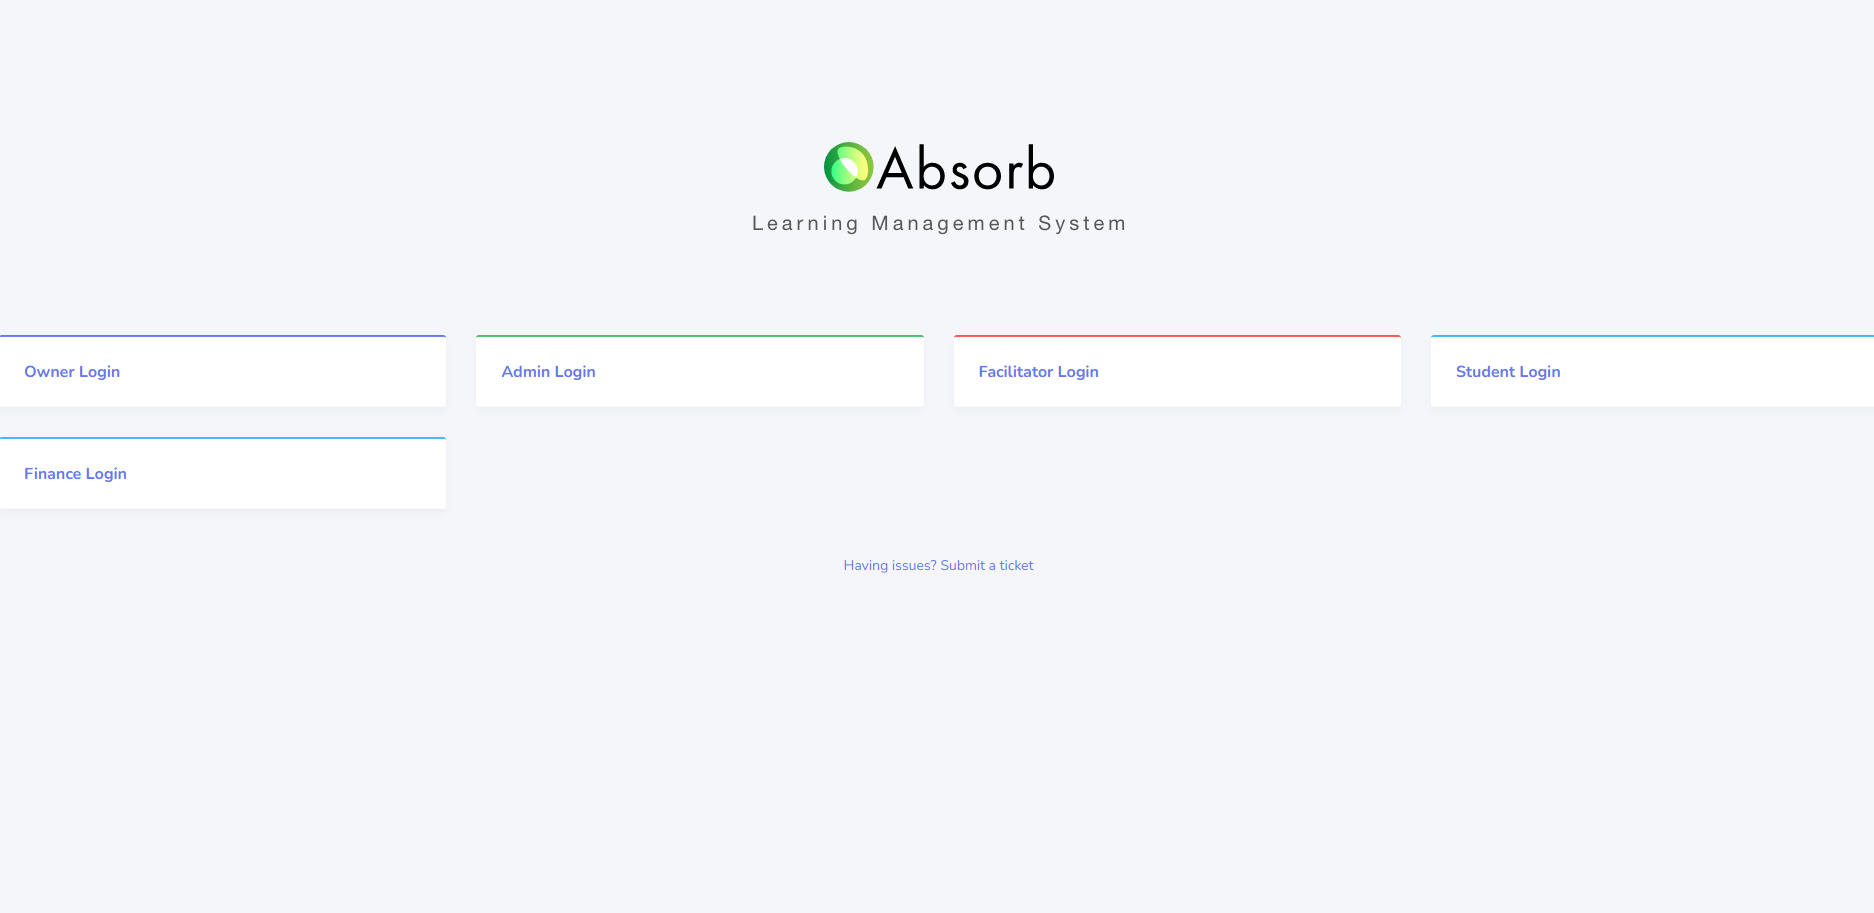 Absorb
Learning Management System
Owner Login
Admin Login
Facilitator Login
Student Login
Finance Login
Having issues? Submit a ticket